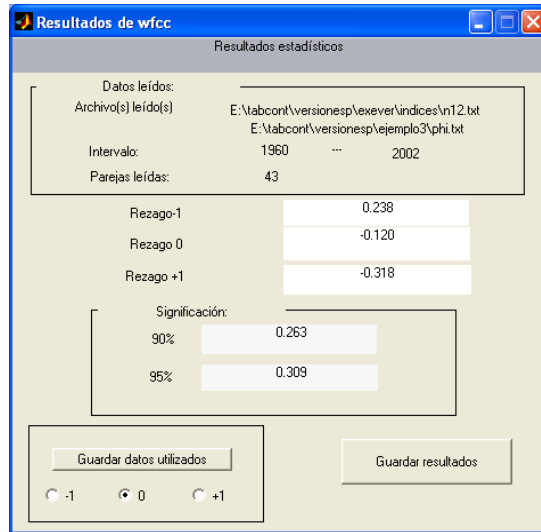 Resultados de wfcc
Resultados estadísticos
Datos leídos:
Archivo(s) leído(s) E:\tabcont\versionesp\exever\indices\n12.txt
E:\tabcont\versionesp\ejemplo3\phi.txt
Intervalo: 1960 --- 2002
Parejas leídas: 43
Rezago-1 0.238
Rezago 0 -0.120
Rezago +1 -0.318
Significación:
90% 0.263
95% 0.309
Guardar datos utilizados
Guardar resultados
-1 0 +1